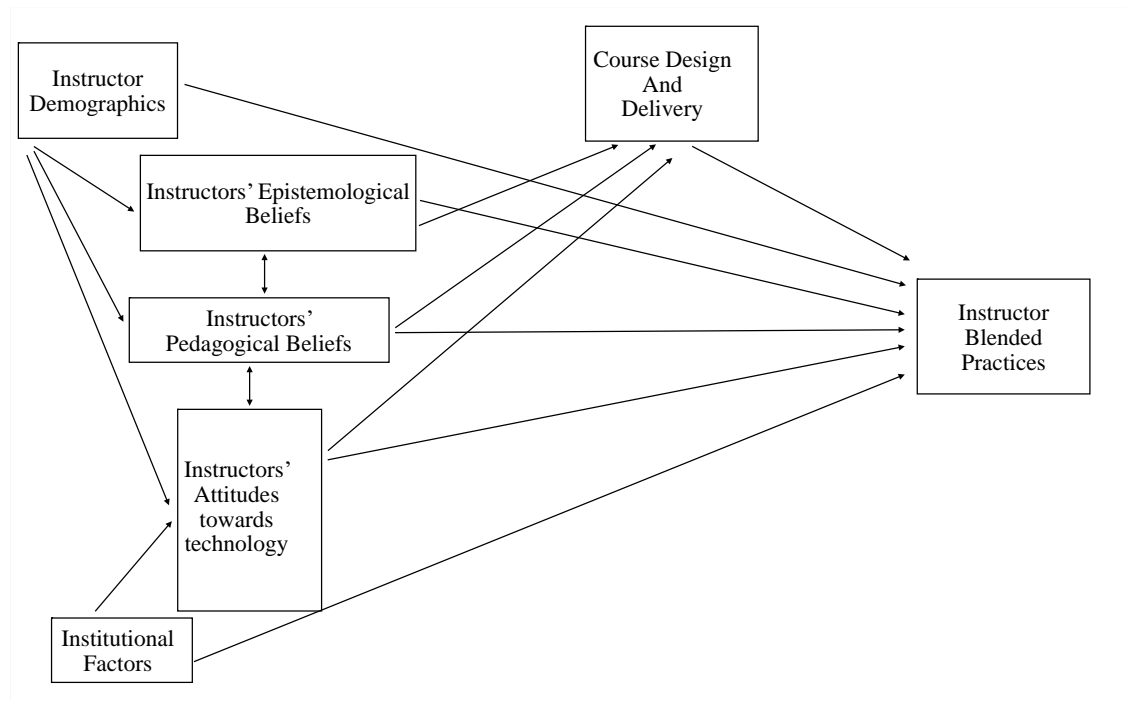 Instructor
Demographics
Course Design
And
Delivery
Instructors’ Epistemological
Beliefs
Instructors’
Pedagogical Beliefs
Instructor
Blended
Practices
Instructors’
Attitudes
towards
technology
Institutional
Factors